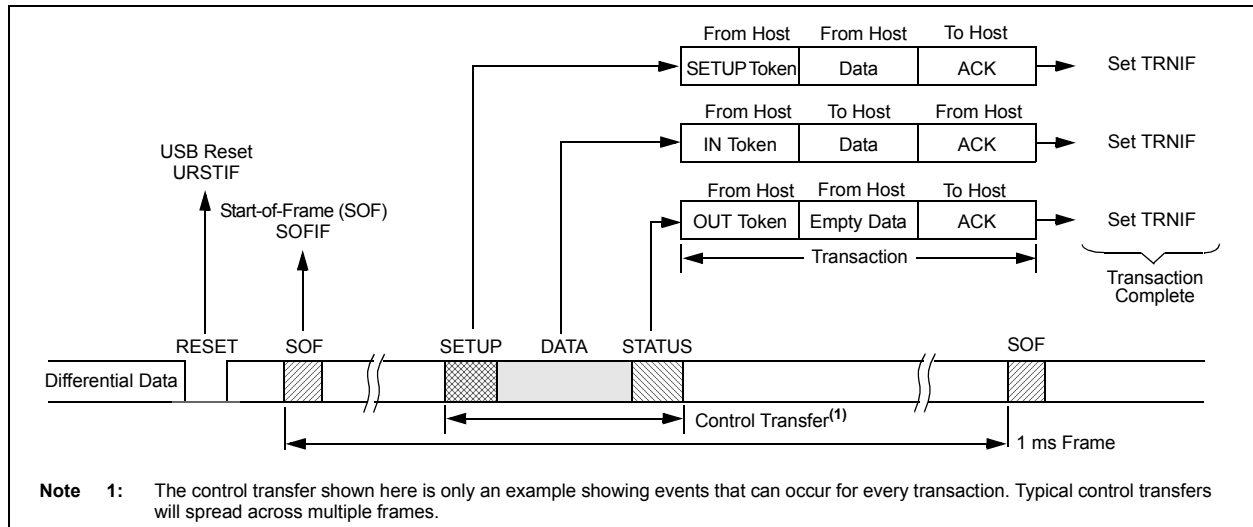 From Host From Host To Host
SETUP Token Data ACK Set TRNIF
From Host To Host From Host
IN Token Data ACK Set TRNIF
USB Reset
URSTIF
From Host From Host To Host
Start-of-Frame (SOF)
SOFIF
OUT Token Empty Data ACK Set TRNIF
Transaction
Transaction
Complete
RESET SOF SETUP DATA STATUS SOF
Differential Data
Control Transfer(1)
1 ms Frame
Note 1: The control transfer shown here is only an example showing events that can occur for every transaction. Typical control transfers
will spread across multiple frames.